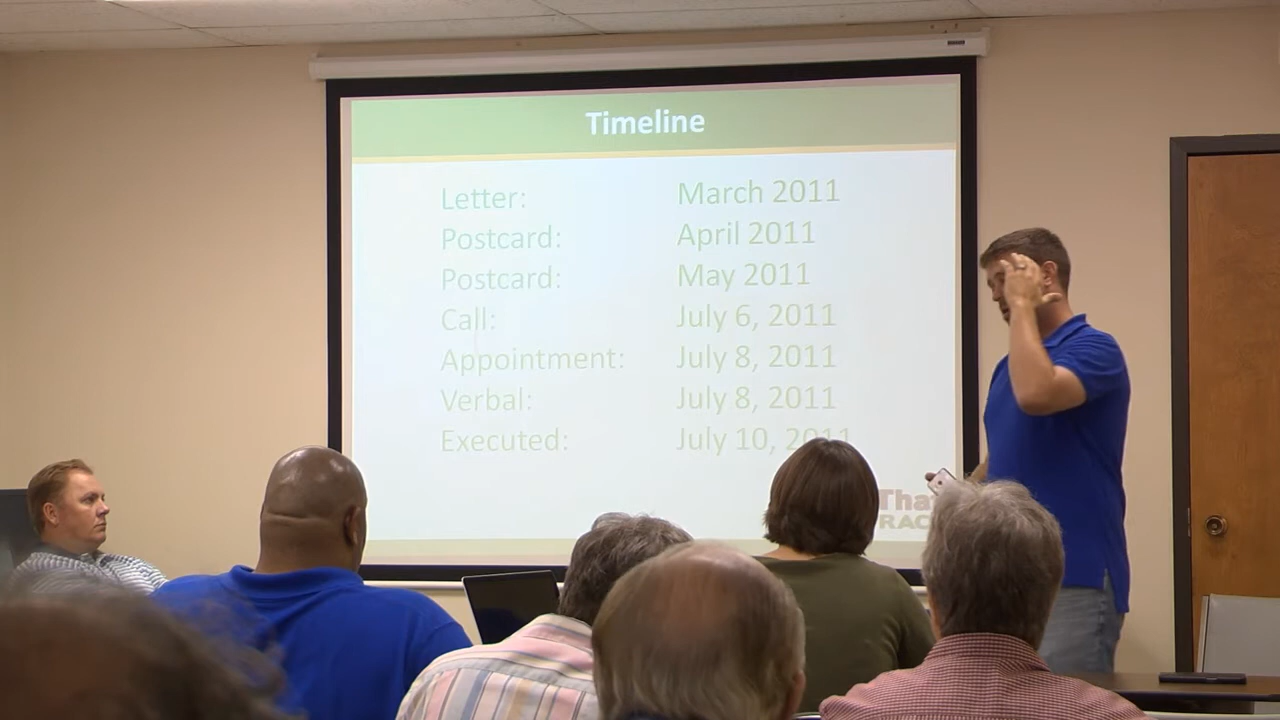 Timeline
Letter: March 2011
Postcard: April 2011
Postcard: May 2011
Call: July 6, 2011
Appointment: July 8, 2011
Verbal: July 8, 2011
Executed: July 10, 2011